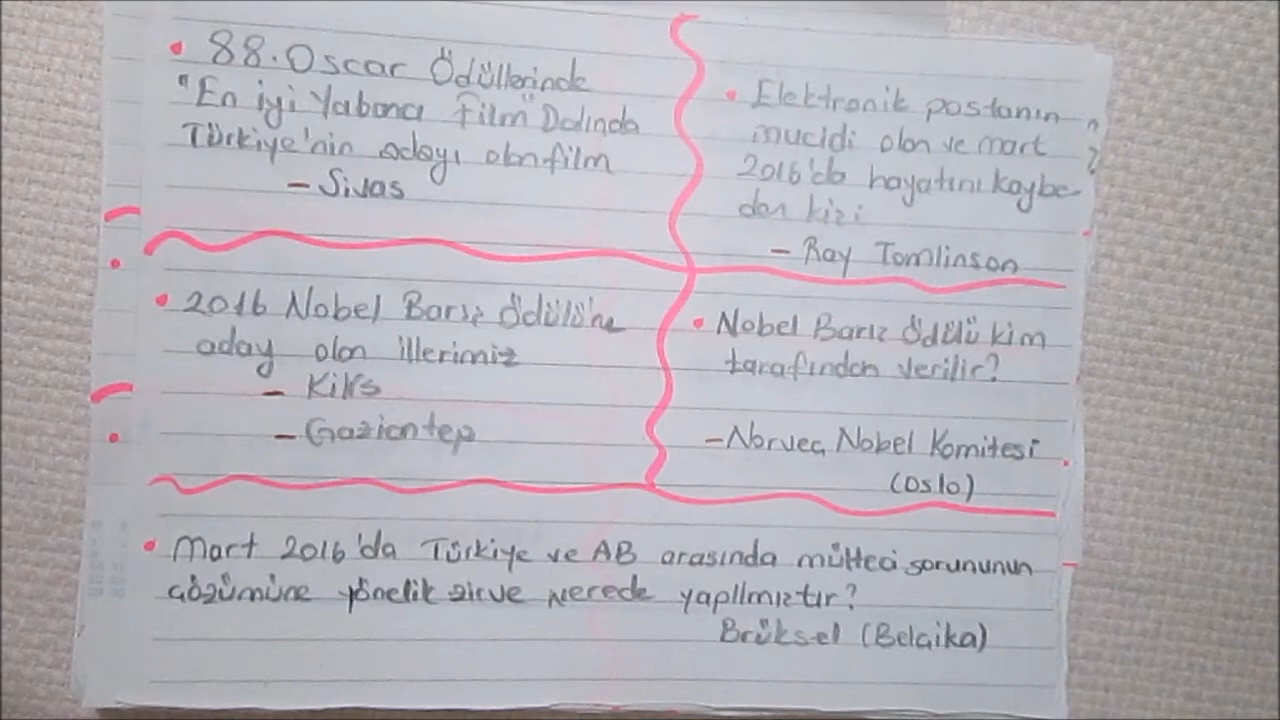 • 88. Oscar Ödüllerinde
"En iyi Yabancı Film" Dalında
Türkiye'nin adayı olan film
- Sivas
• Elektronik postanın
mucidi olan ve mart
2016'da hayatını kaybe-
den kişi
- Ray Tomlinson
• 2016 Nobel Barış Ödülü'ne
aday olan illerimiz
- Kilis
- Gaziantep
• Nobel Barış Ödülü kim
tarafından verilir?
- Norveç Nobel Komitesi
(Oslo)
• Mart 2016'da Türkiye ve AB arasında mülteci sorununun
çözümüne yönelik zirve nerede yapılmıştır?
Brüksel (Belçika)